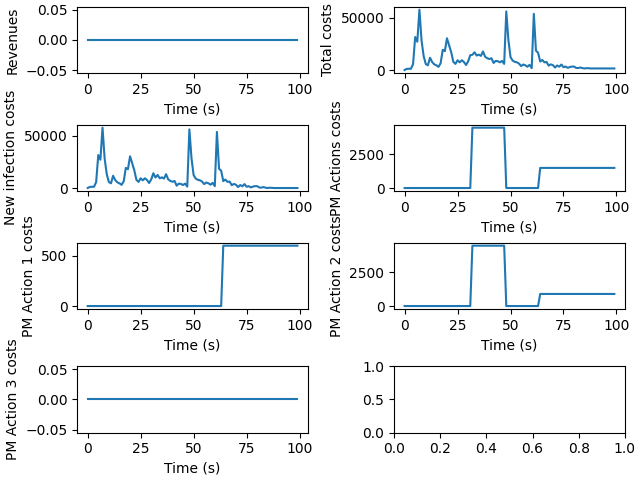 Revenues
0.05
0.00
−0.05
0 25 50 75 100
Time (s)
Total costs
50000
0
0 25 50 75 100
Time (s)
New infection costs
50000
0
0 25 50 75 100
Time (s)
PM Actions costs
2500
0
0 25 50 75 100
Time (s)
PM Action 1 costs
500
0
0 25 50 75 100
Time (s)
PM Action 2 costs
2500
0
0 25 50 75 100
Time (s)
PM Action 3 costs
0.05
0.00
−0.05
0 25 50 75 100
Time (s)
1.0
0.5
0.0
0.0 0.2 0.4 0.6 0.8 1.0